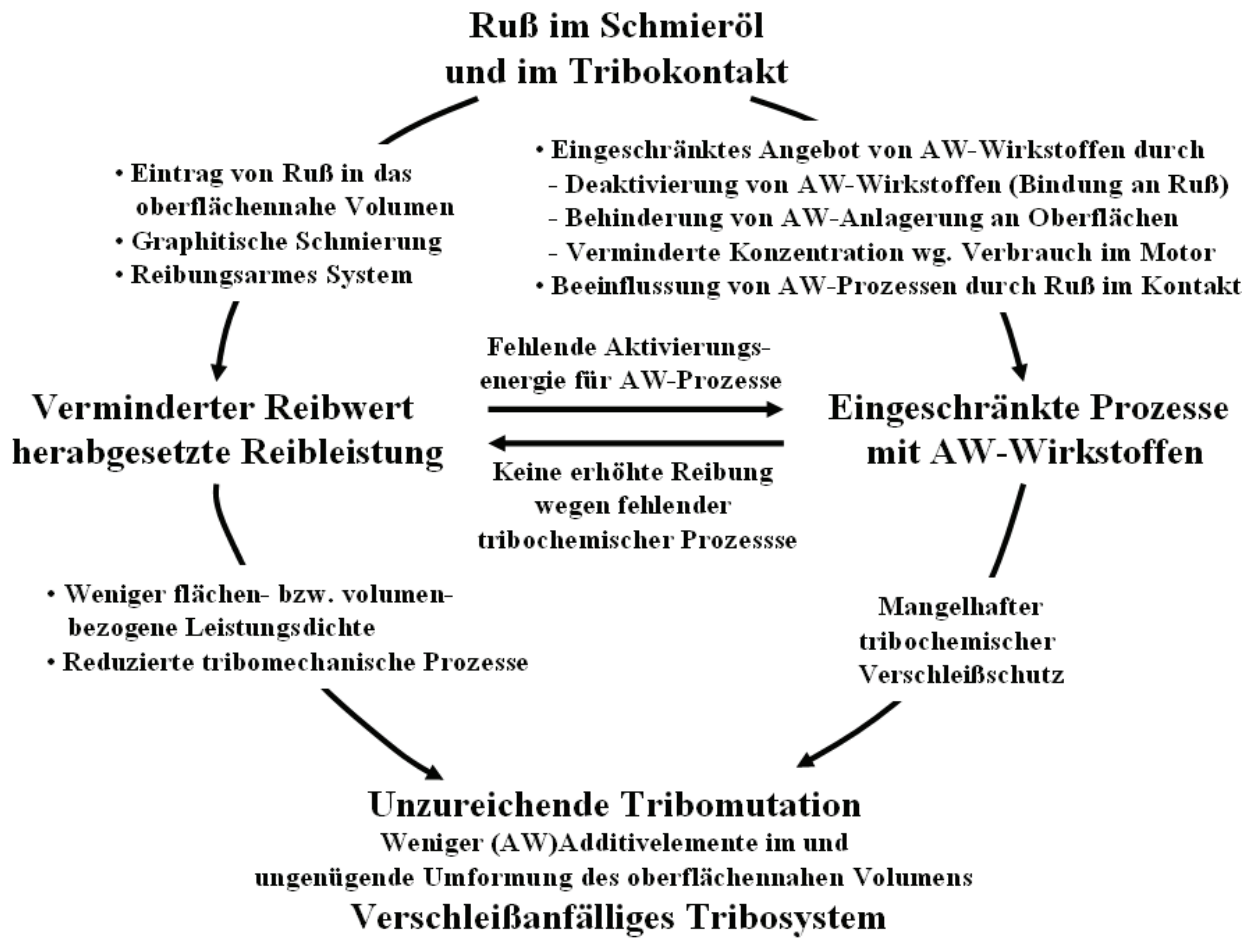 Ruß im Schmieröl
und im Tribokontakt
• Eintrag von Ruß in das
oberflächennahe Volumen
• Graphitische Schmierung
• Reibungsarmes System
• Eingeschränktes Angebot von AW-Wirkstoffen durch
- Deaktivierung von AW-Wirkstoffen (Bindung an Ruß)
- Behinderung von AW-Anlagerung an Oberflächen
- Verminderte Konzentration wg. Verbrauch im Motor
• Beeinflussung von AW-Prozessen durch Ruß im Kontakt
Verminderter Reibwert
herabgesetzte Reibleistung
Fehlende Aktivierungs-
energie für AW-Prozesse
Keine erhöhte Reibung
wegen fehlender
tribochemischer Prozessse
Eingeschränkte Prozesse
mit AW-Wirkstoffen
• Weniger flächen- bzw. volumen-
bezogene Leistungsdichte
• Reduzierte tribomechanische Prozesse
Mangelhafter
tribochemischer
Verschleißschutz
Unzureichende Tribomutation
Weniger (AW)Additivelemente im und
ungenügende Umformung des oberflächennahen Volumens
Verschleißanfälliges Tribosystem